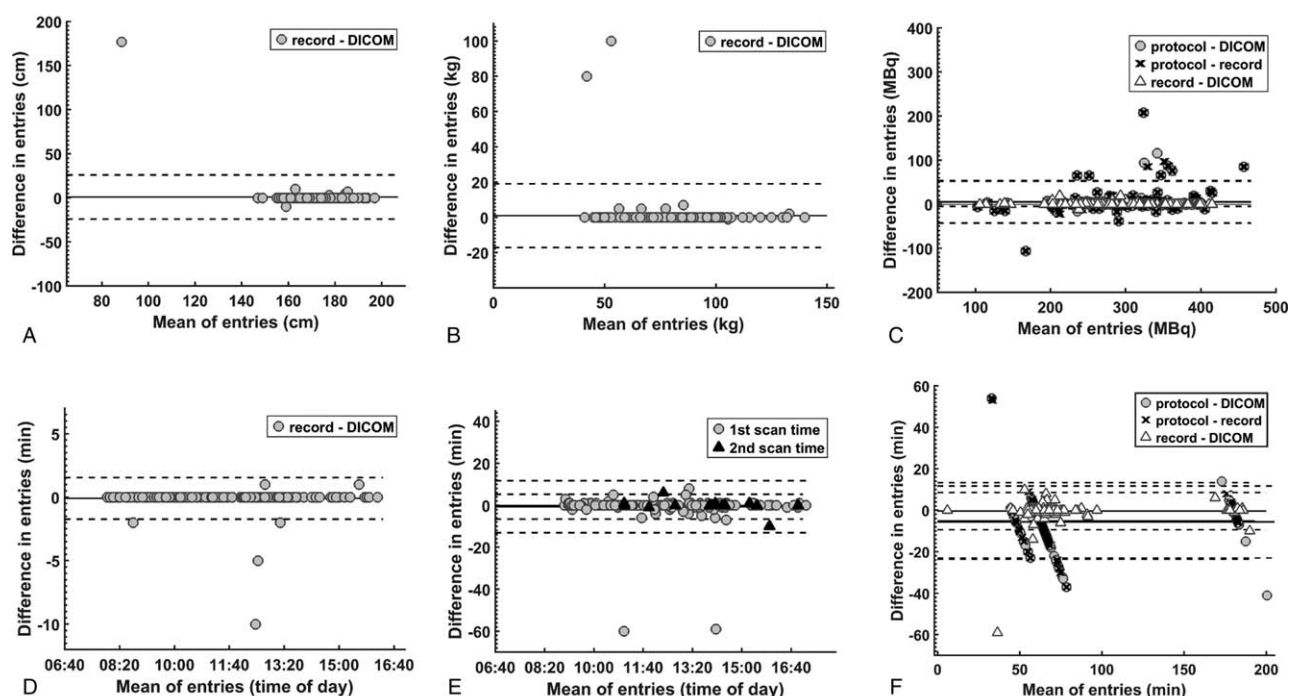 200
150
100
50
0
-50
-100
Difference in entries (cm)
record - DICOM
80 100 120 140 160 180 200
Mean of entries (cm)
A
100
80
60
40
20
0
-20
Difference in entries (kg)
record - DICOM
0 50 100 150
Mean of entries (kg)
B
400
300
200
100
0
-100
-200
Difference in entries (MBq)
protocol - DICOM
protocol - record
record - DICOM
100 200 300 400 500
Mean of entries (MBq)
C
5
0
-5
-10
Difference in entries (min)
record - DICOM
06:40 08:20 10:00 11:40 13:20 15:00 16:40
Mean of entries (time of day)
D
40
20
0
-20
-40
-60
Difference in entries (min)
1st scan time
2nd scan time
06:40 08:20 10:00 11:40 13:20 15:00 16:40
Mean of entries (time of day)
E
60
40
20
0
-20
-40
-60
Difference in entries (min)
protocol - DICOM
protocol - record
record - DICOM
0 50 100 150 200
Mean of entries (min)
F